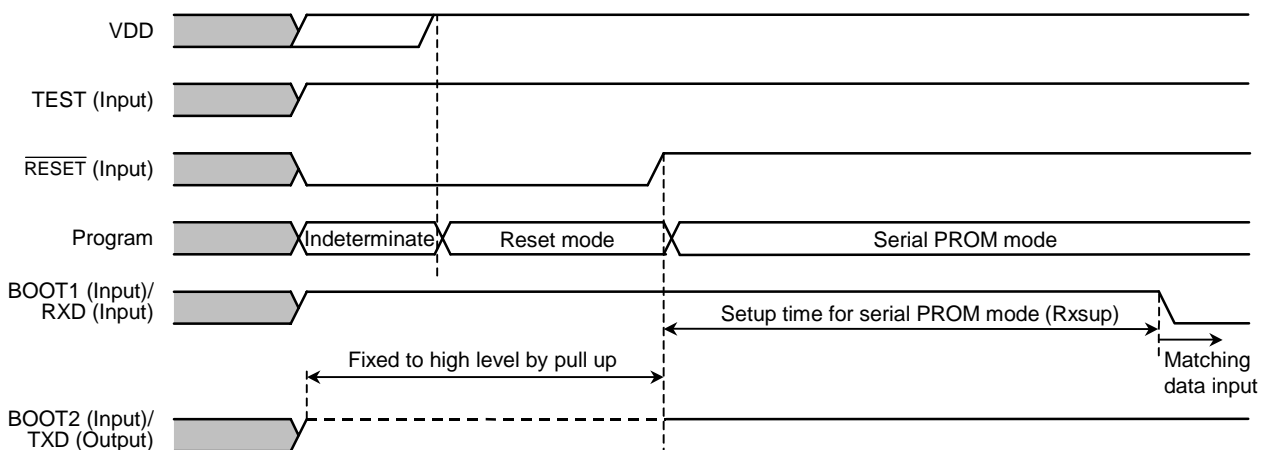 VDD
TEST (Input)
RESET (Input)
Program
Indeterminate
Reset mode
Serial PROM mode
BOOT1 (Input)/
RXD (Input)
Setup time for serial PROM mode (Rxsup)
Matching
data input
Fixed to high level by pull up
BOOT2 (Input)/
TXD (Output)